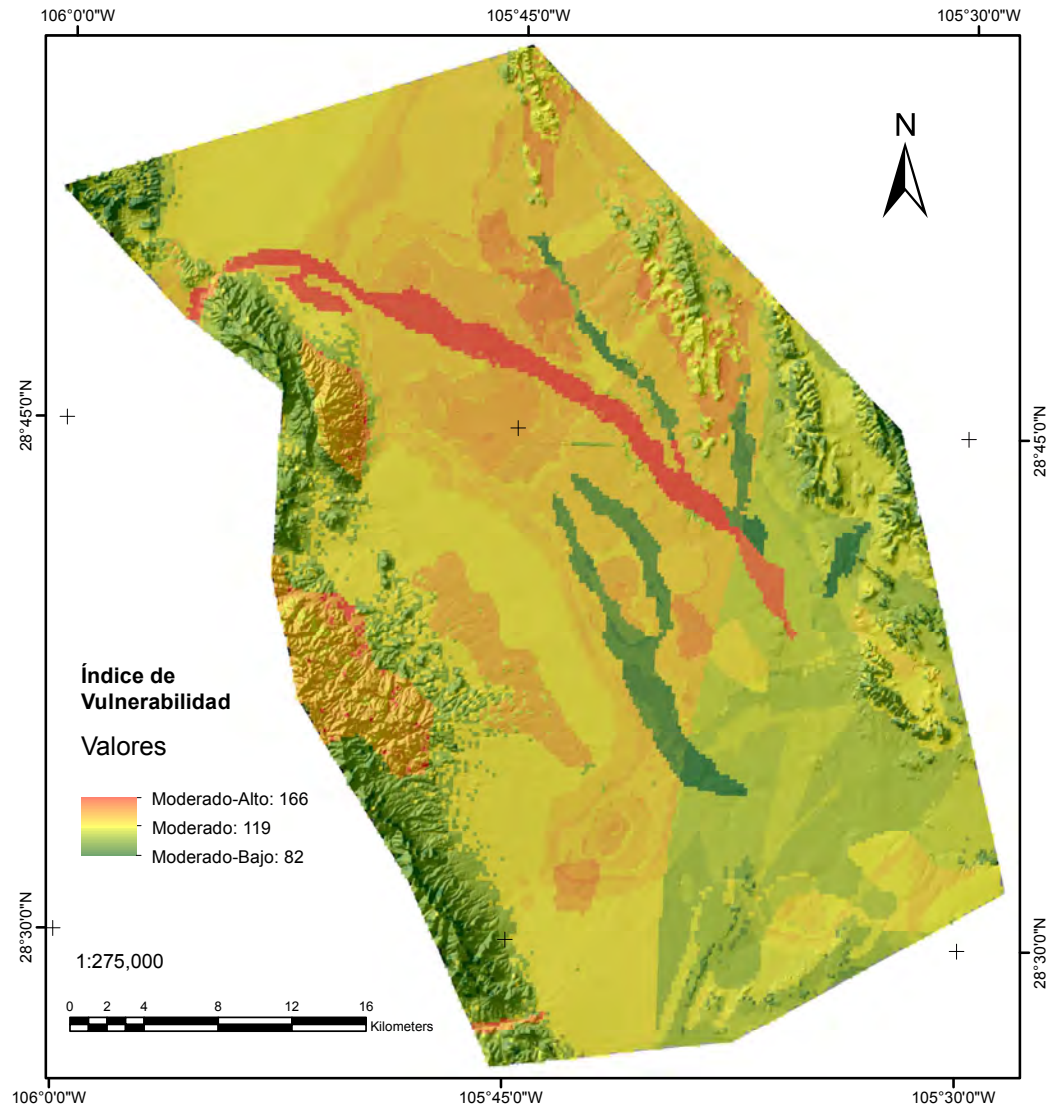 106°0'0"W
105°45'0"W
105°30'0"W
N
28°45'0"N
28°45'0"N
Índice de
Vulnerabilidad
Valores
Moderado-Alto: 166
Moderado: 119
Moderado-Bajo: 82
28°30'0"N
28°30'0"N
1:275,000
0 2 4 8 12 16
Kilometers
106°0'0"W
105°45'0"W
105°30'0"W